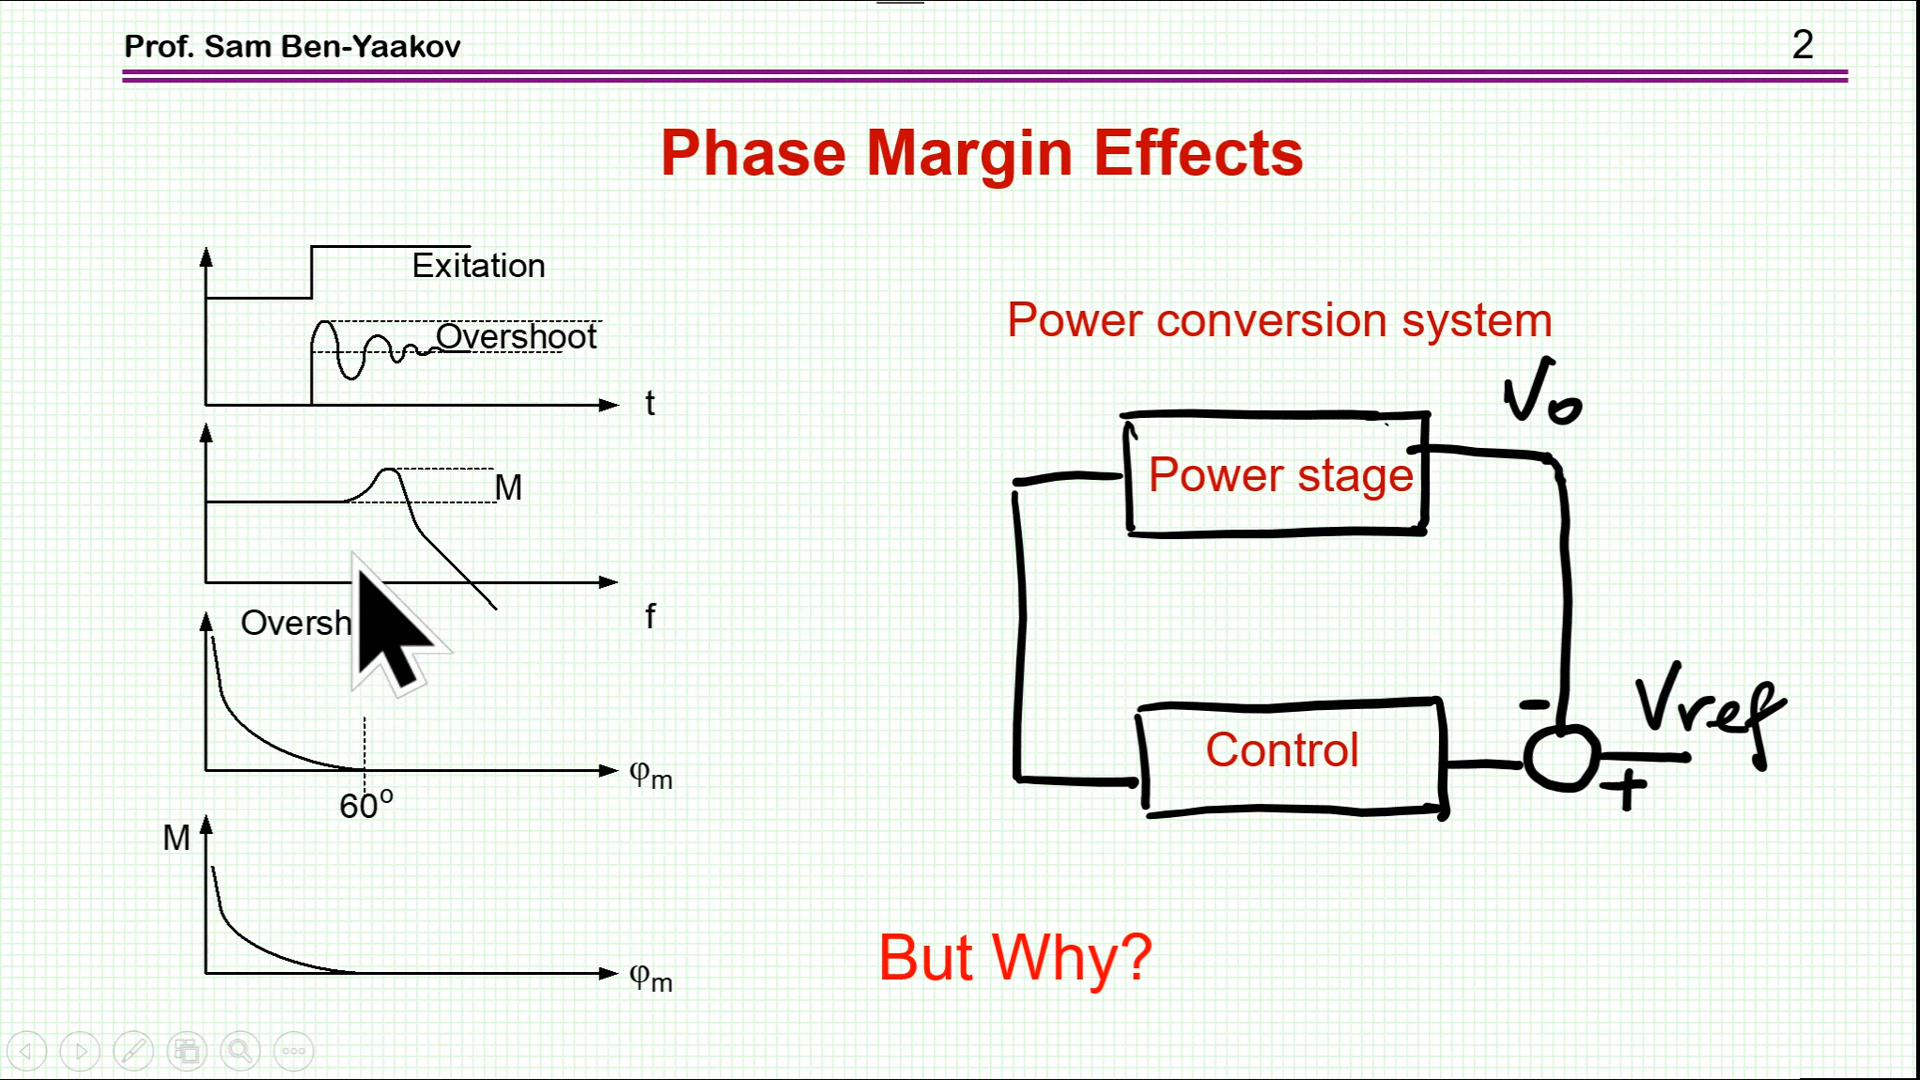 Prof. Sam Ben-Yaakov
2
Phase Margin Effects
Exitation
Overshoot
t
M
f
Oversh
φm
60º
M
φm
Power conversion system
Vo
Power stage
-
Vref
Control
+
But Why?